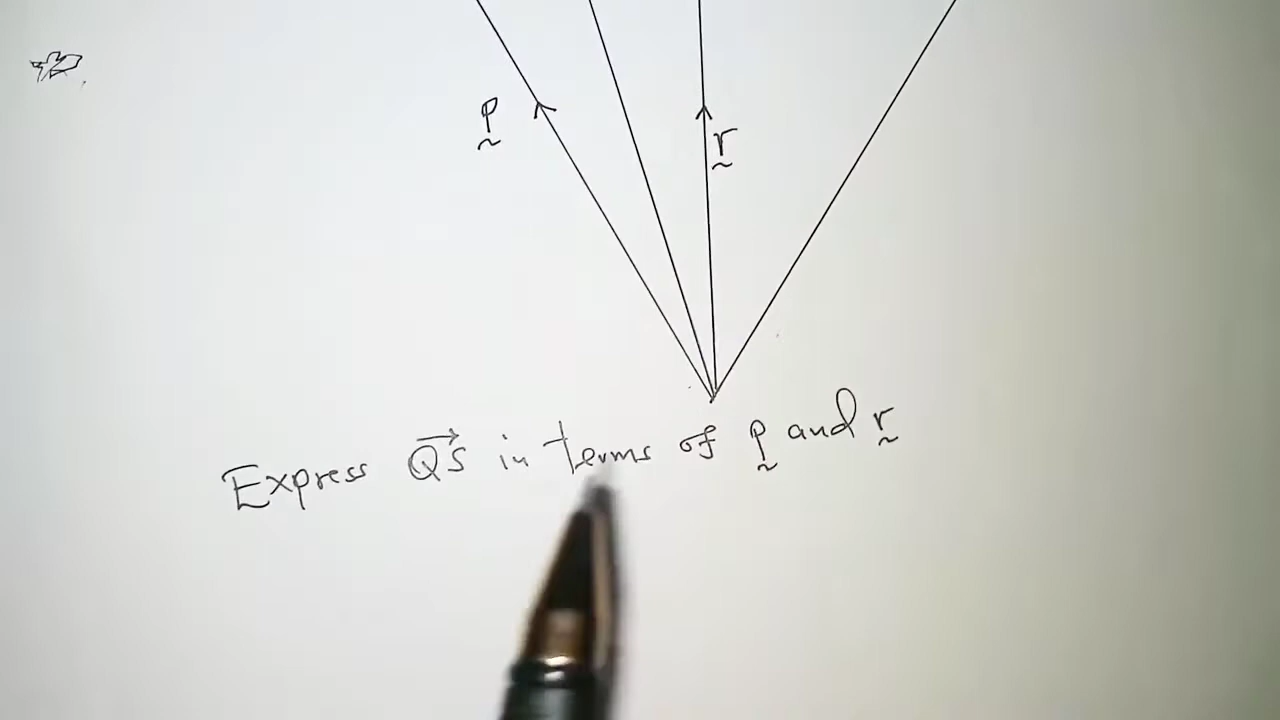 p
~
r
~
Express QS in terms of p and r
~ ~